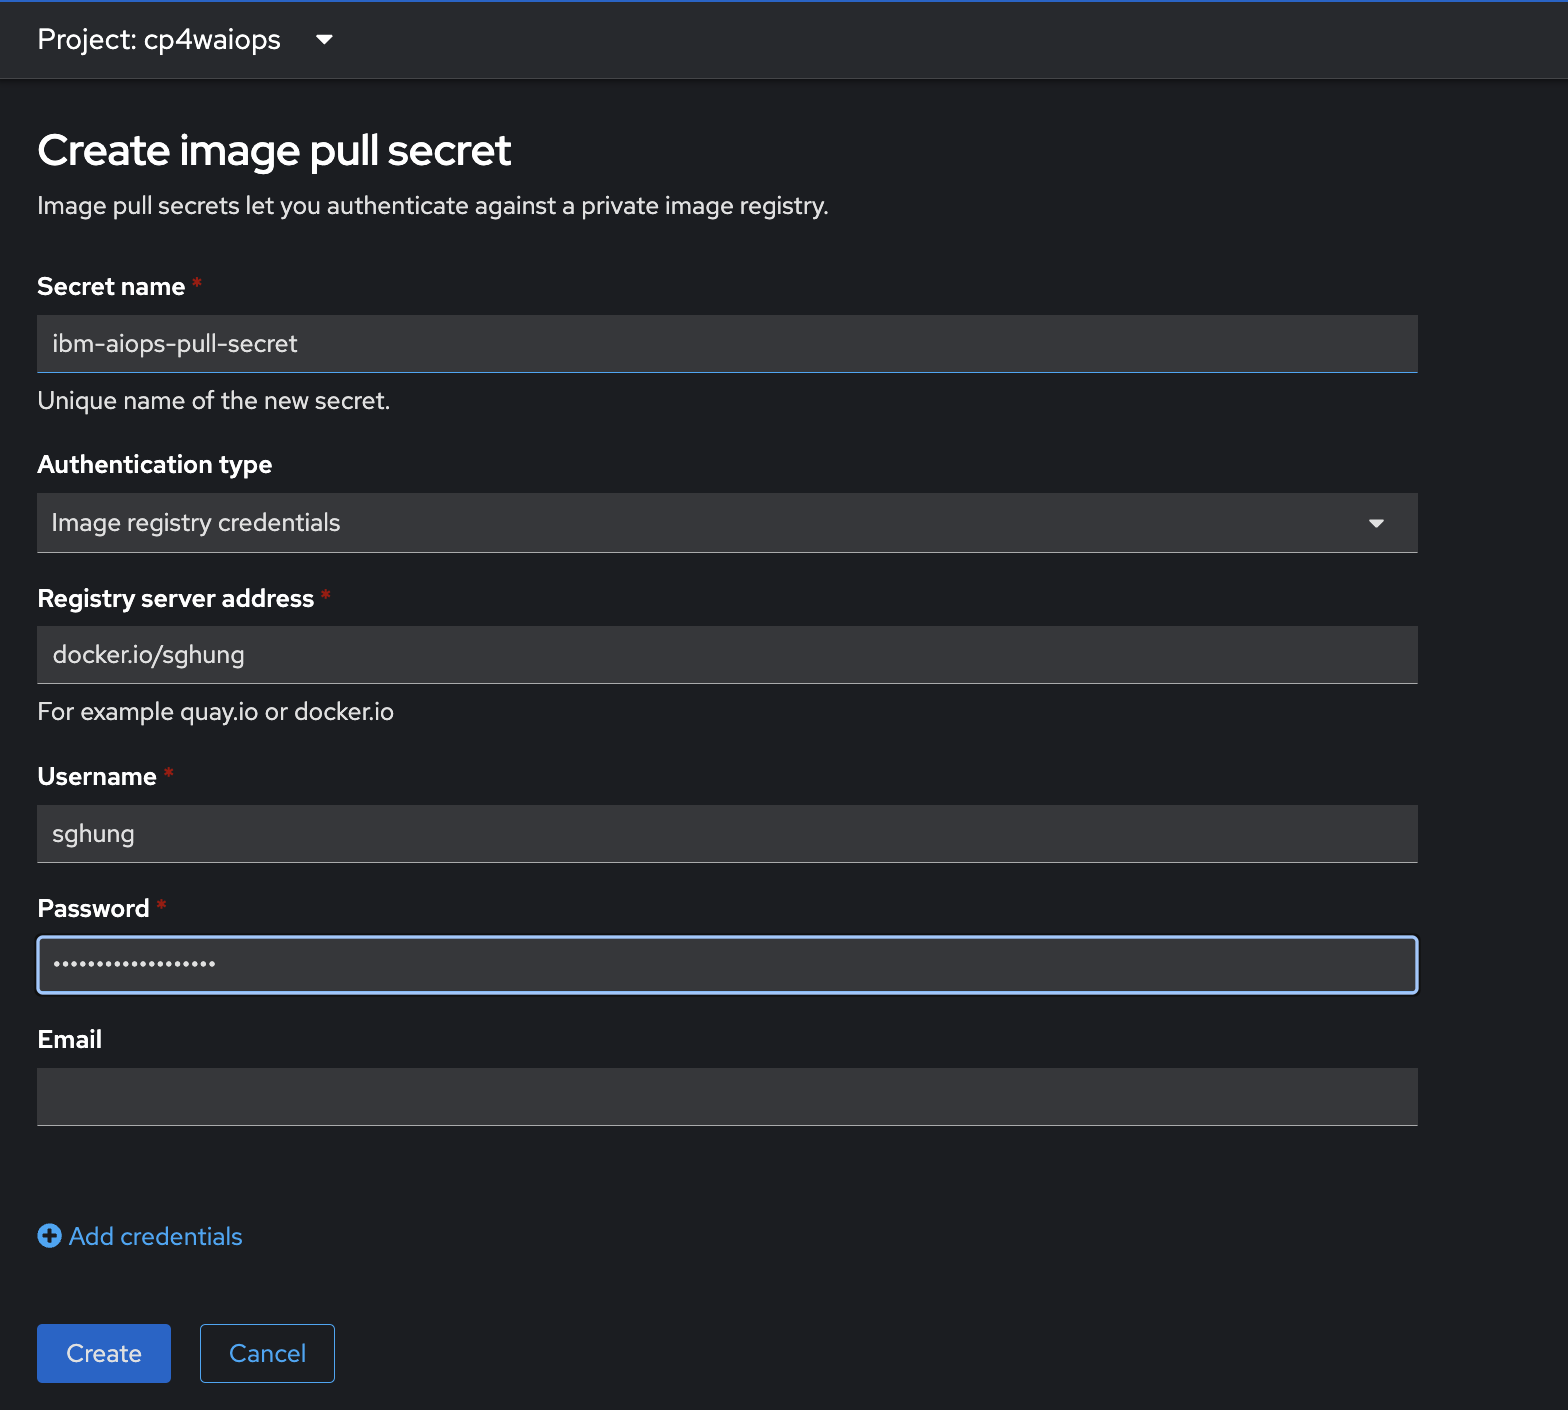 Project: cp4waiops
Create image pull secret
Image pull secrets let you authenticate against a private image registry.
Secret name *
ibm-aiops-pull-secret
Unique name of the new secret.
Authentication type
Image registry credentials
Registry server address *
docker.io/sghung
For example quay.io or docker.io
Username *
sghung
Password *
•••••••••••••••••••
Email
Add credentials
Create
Cancel